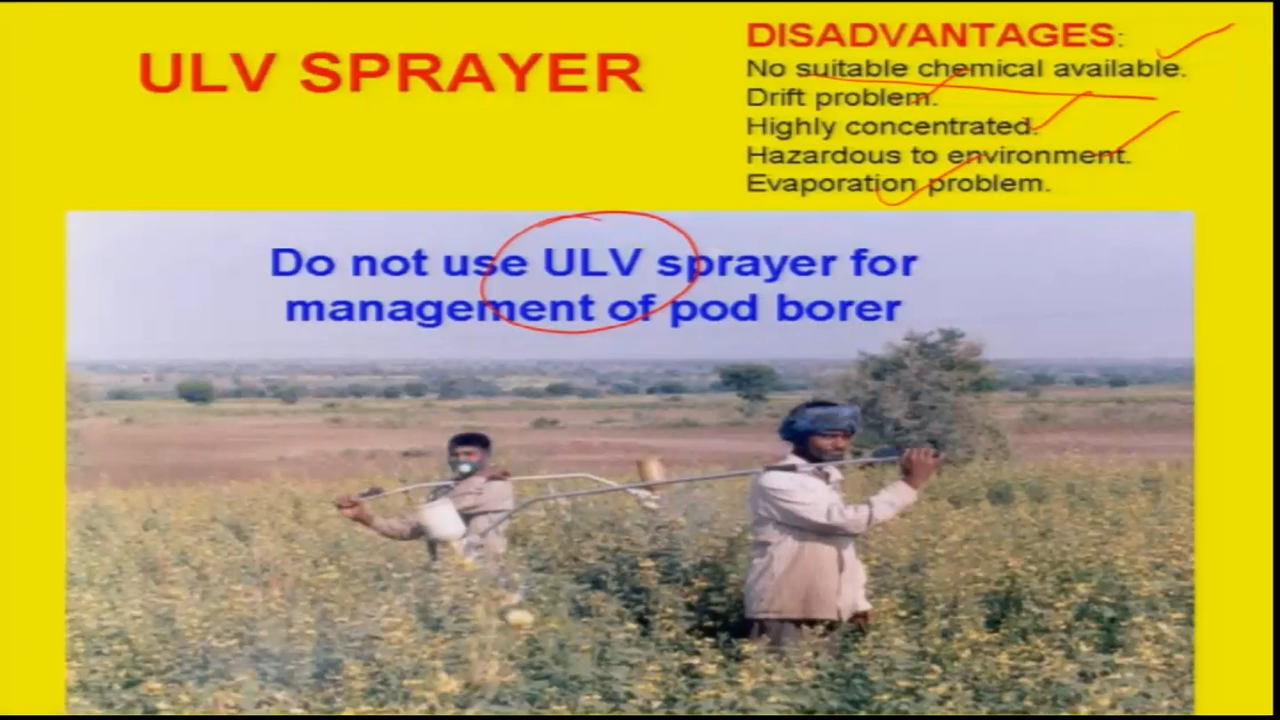 ULV SPRAYER
DISADVANTAGES:
No suitable chemical available.
Drift problem.
Highly concentrated.
Hazardous to environment.
Evaporation problem.
Do not use ULV sprayer for
management of pod borer